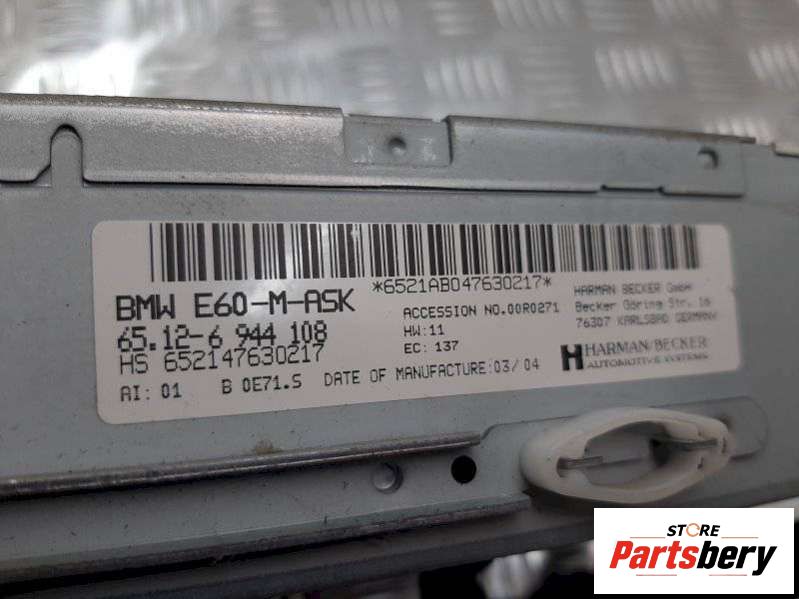 *6521AB047630217*
BMW E60-M-ASK
65.12-6 944 108
HS 652147630217
AI: 01 B 0E71.S DATE OF MANUFACTURE:03/04
ACCESSION NO.00R0271
HW:11
EC: 137
HARMAN BECKER GmbH
Becker Göring Str. 16
76307 KARLSBAD GERMANY
HARMAN/BECKER
AUTOMOTIVE SYSTEMS
STORE
Partsbery